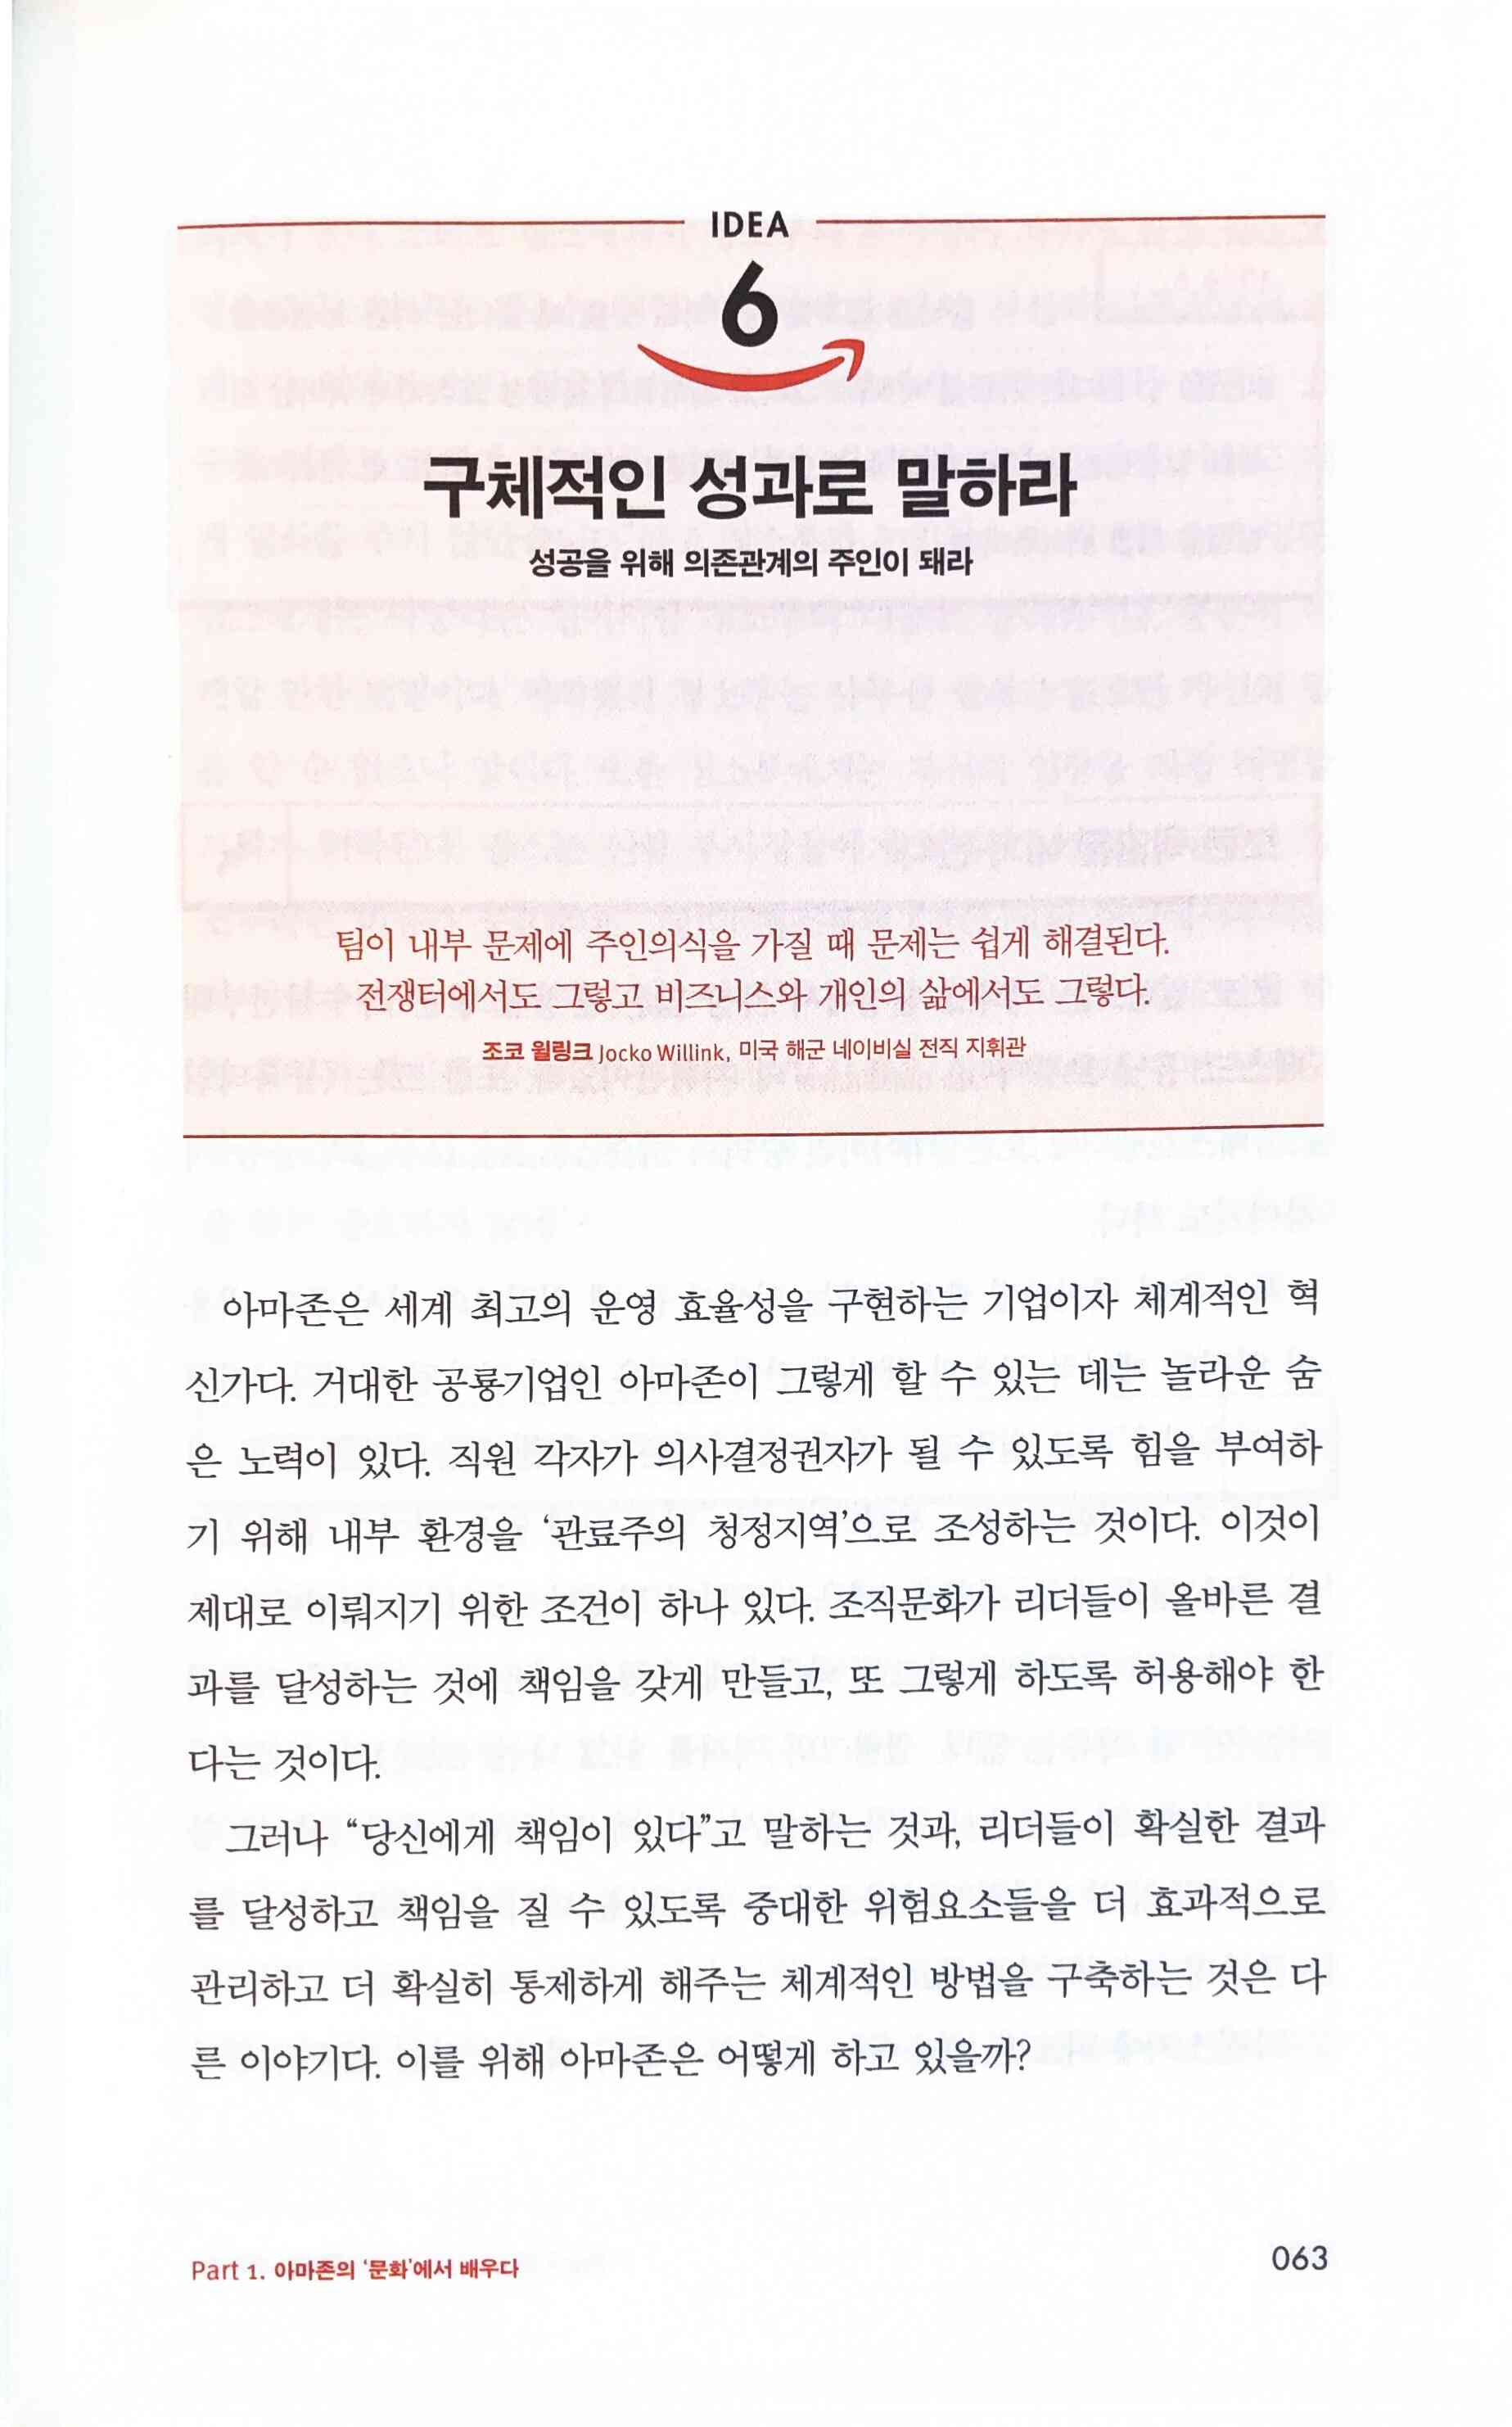 IDEA
6
구체적인 성과로 말하라
성공을 위해 의존관계의 주인이 돼라
팀이 내부 문제에 주인의식을 가질 때 문제는 쉽게 해결된다.
전쟁터에서도 그렇고 비즈니스와 개인의 삶에서도 그렇다.
조코 윌링크 Jocko Willink, 미국 해군 네이비실 전직 지휘관
아마존은 세계 최고의 운영 효율성을 구현하는 기업이자 체계적인 혁
신가다. 거대한 공룡기업인 아마존이 그렇게 할 수 있는 데는 놀라운 숨
은 노력이 있다. 직원 각자가 의사결정권자가 될 수 있도록 힘을 부여하
기 위해 내부 환경을 ‘관료주의 청정지역’으로 조성하는 것이다. 이것이
제대로 이뤄지기 위한 조건이 하나 있다. 조직문화가 리더들이 올바른 결
과를 달성하는 것에 책임을 갖게 만들고, 또 그렇게 하도록 허용해야 한
다는 것이다.
그러나 “당신에게 책임이 있다”고 말하는 것과, 리더들이 확실한 결과
를 달성하고 책임을 질 수 있도록 중대한 위험요소들을 더 효과적으로
관리하고 더 확실히 통제하게 해주는 체계적인 방법을 구축하는 것은 다
른 이야기다. 이를 위해 아마존은 어떻게 하고 있을까?
Part 1. 아마존의 ‘문화’에서 배우다
063